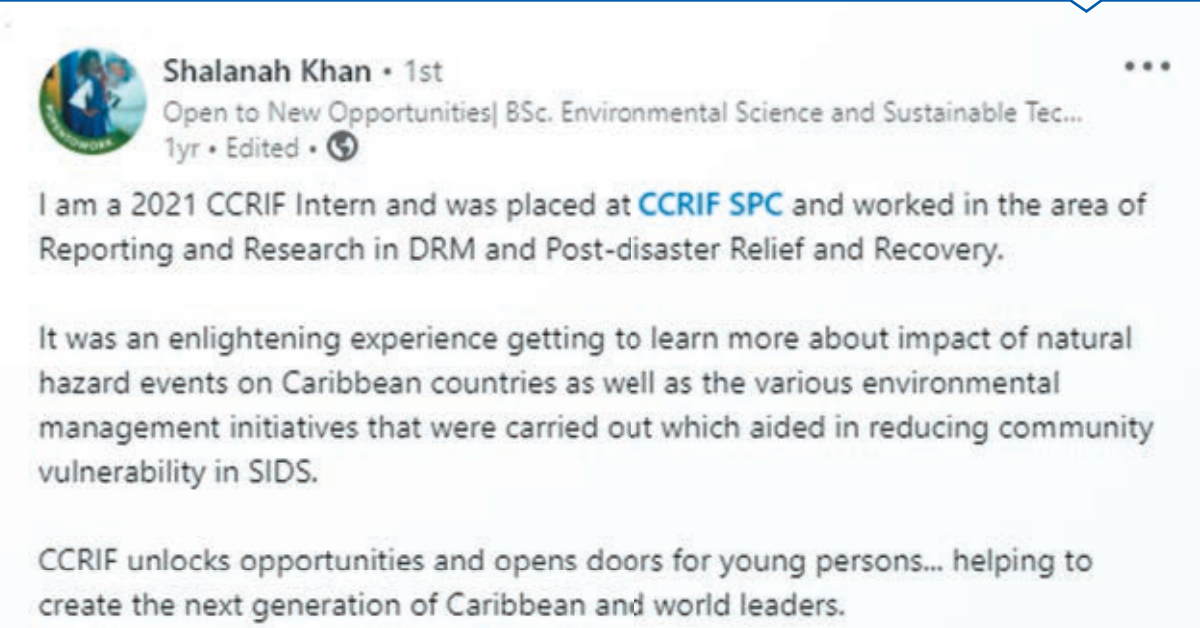 Shalanah Khan • 1st
Open to New Opportunities| BSc. Environmental Science and Sustainable Tec...
1yr • Edited •
I am a 2021 CCRIF Intern and was placed at CCRIF SPC and worked in the area of
Reporting and Research in DRM and Post-disaster Relief and Recovery.
It was an enlightening experience getting to learn more about impact of natural
hazard events on Caribbean countries as well as the various environmental
management initiatives that were carried out which aided in reducing community
vulnerability in SIDS.
CCRIF unlocks opportunities and opens doors for young persons... helping to
create the next generation of Caribbean and world leaders.